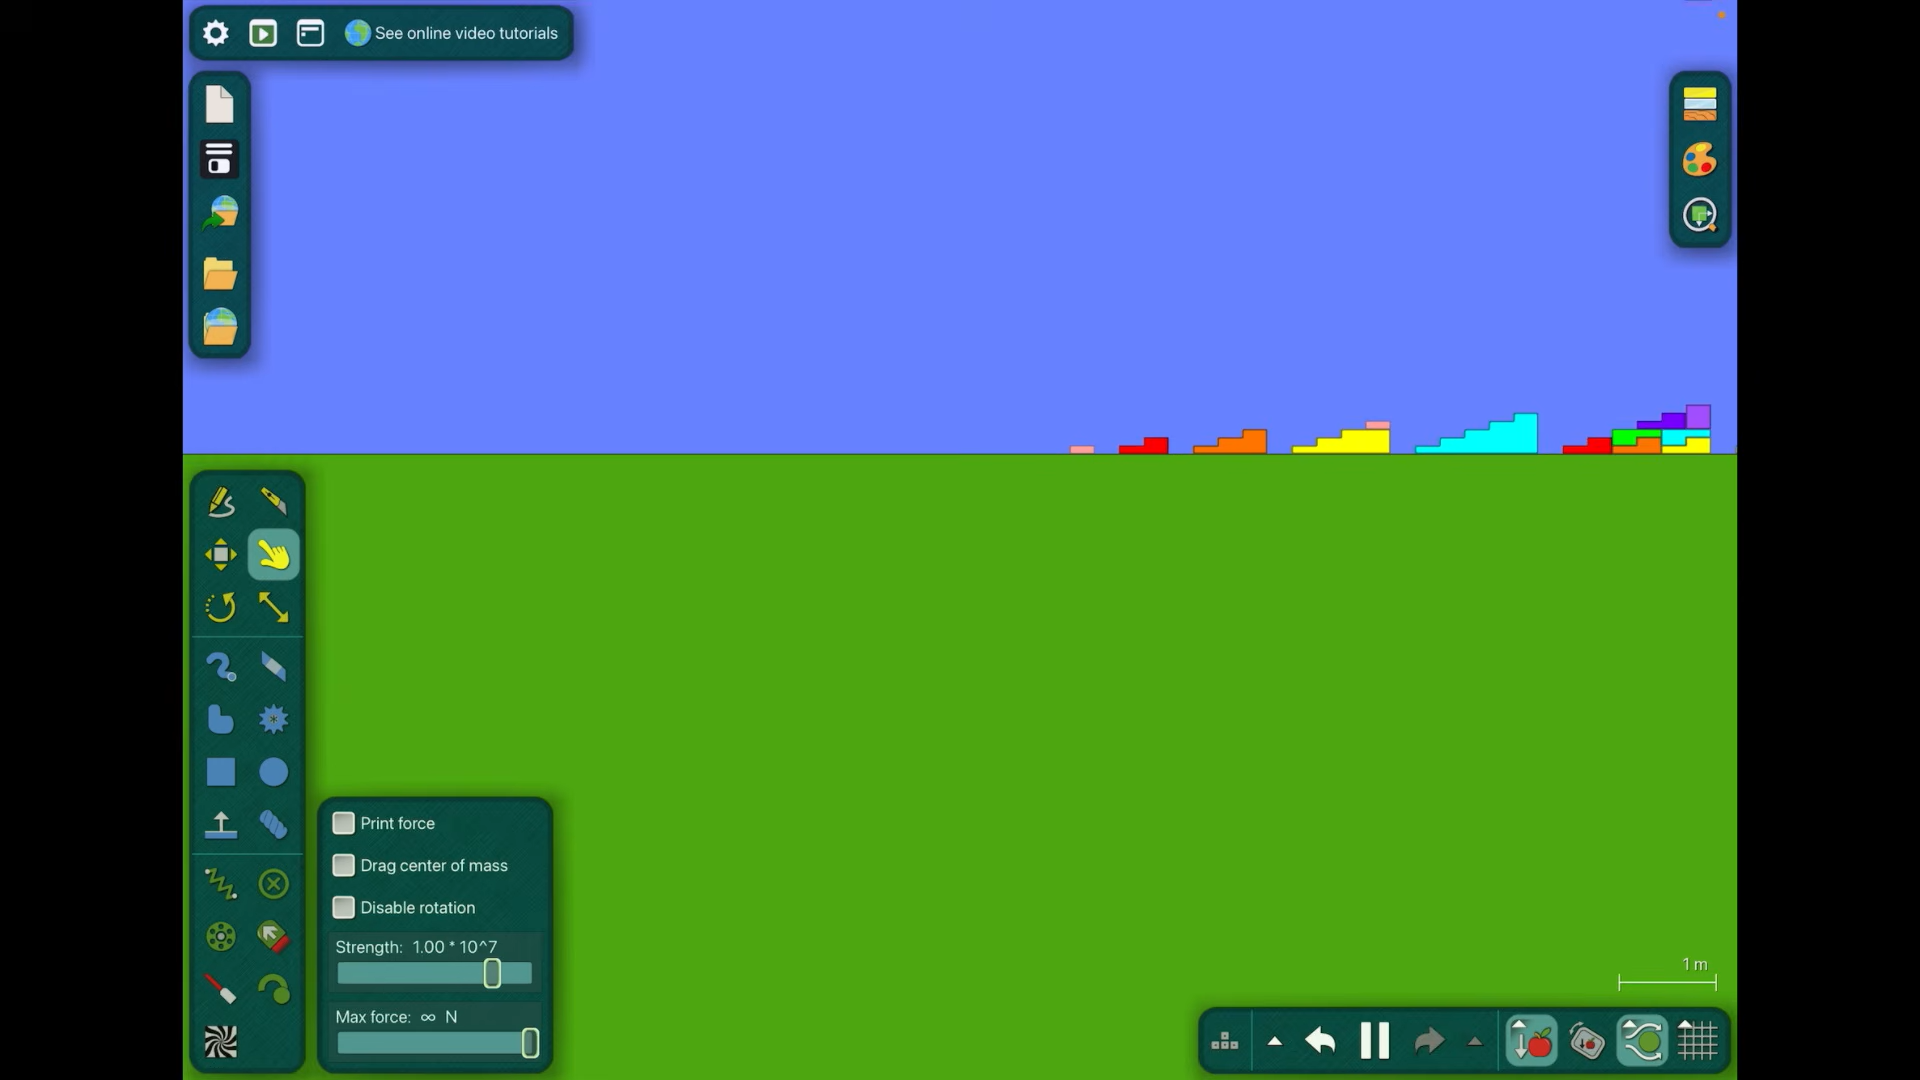 See online video tutorials
Print force
Drag center of mass
Disable rotation
Strength: 1.00 * 10^7
Max force: ∞ N
1 m